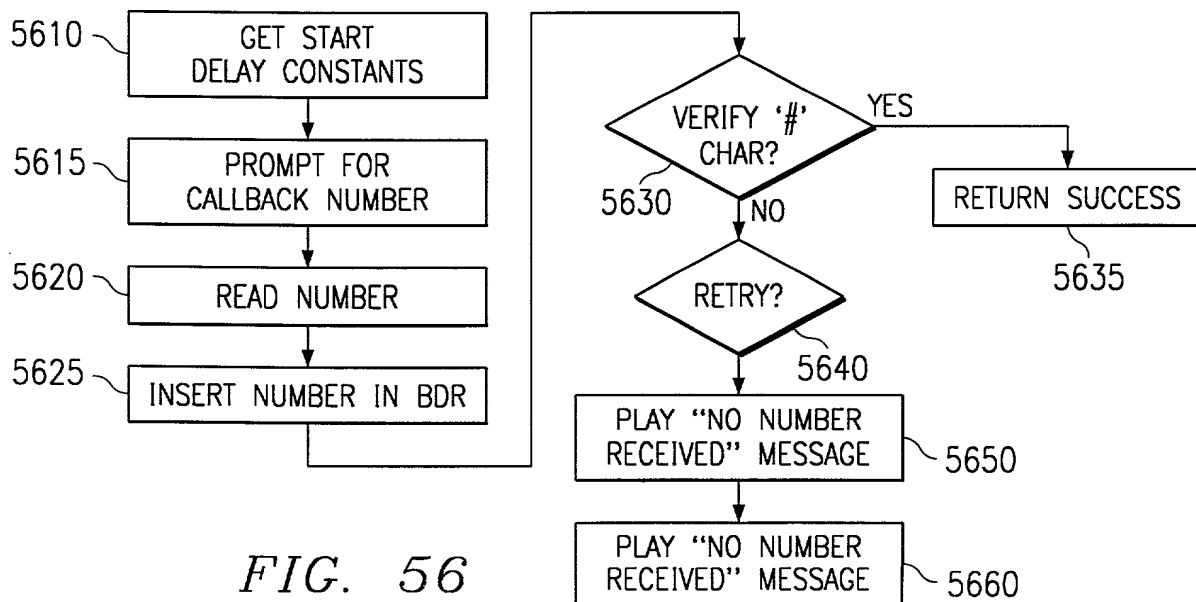 5610
GET START
DELAY CONSTANTS
5615
PROMPT FOR
CALLBACK NUMBER
5620
READ NUMBER
5625
INSERT NUMBER IN BDR
VERIFY ‘#’
CHAR?
YES
5630
NO
RETURN SUCCESS
5635
RETRY?
5640
PLAY “NO NUMBER
RECEIVED” MESSAGE
5650
PLAY “NO NUMBER
RECEIVED” MESSAGE
5660
FIG. 56